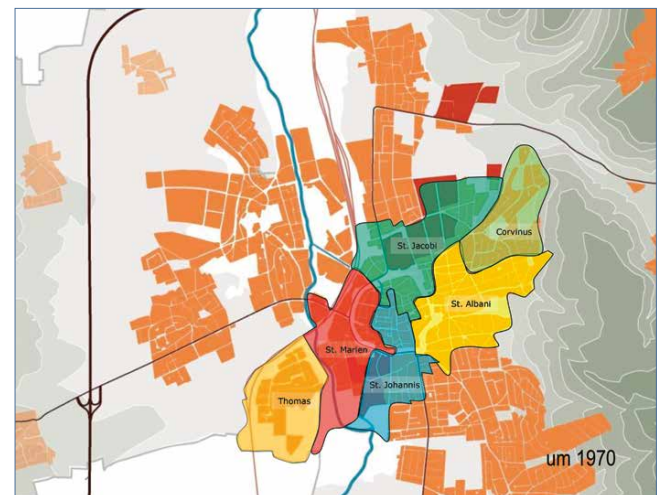 Corvinus
St. Jacobi
St. Albani
St. Marien
St. Johannis
Thomas
um 1970